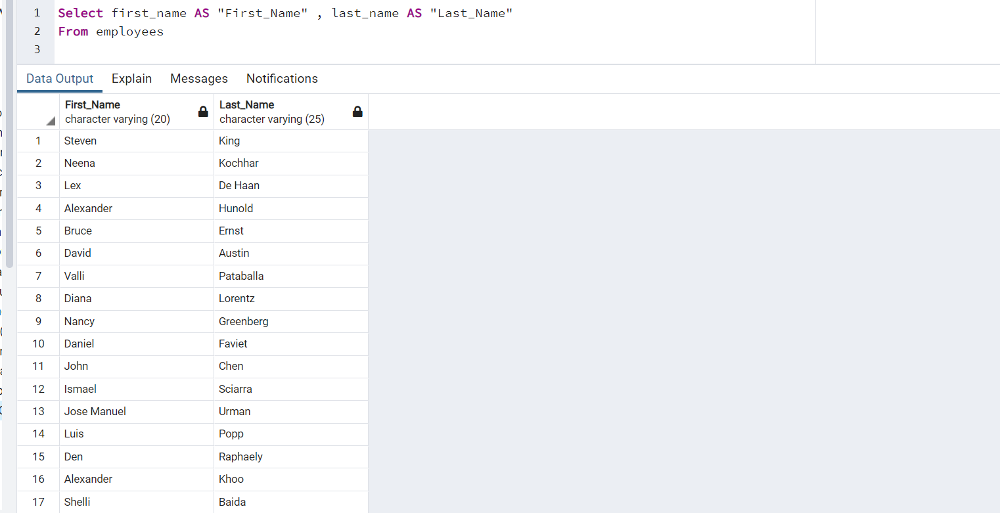 1 Select first_name AS "First_Name" , last_name AS "Last_Name"
2 From employees
3
Data Output Explain Messages Notifications
First_Name Last_Name
character varying (20) character varying (25)
1 Steven King
2 Neena Kochhar
3 Lex De Haan
4 Alexander Hunold
5 Bruce Ernst
6 David Austin
7 Valli Pataballa
8 Diana Lorentz
9 Nancy Greenberg
10 Daniel Faviet
11 John Chen
12 Ismael Sciarra
13 Jose Manuel Urman
14 Luis Popp
15 Den Raphaely
16 Alexander Khoo
17 Shelli Baida